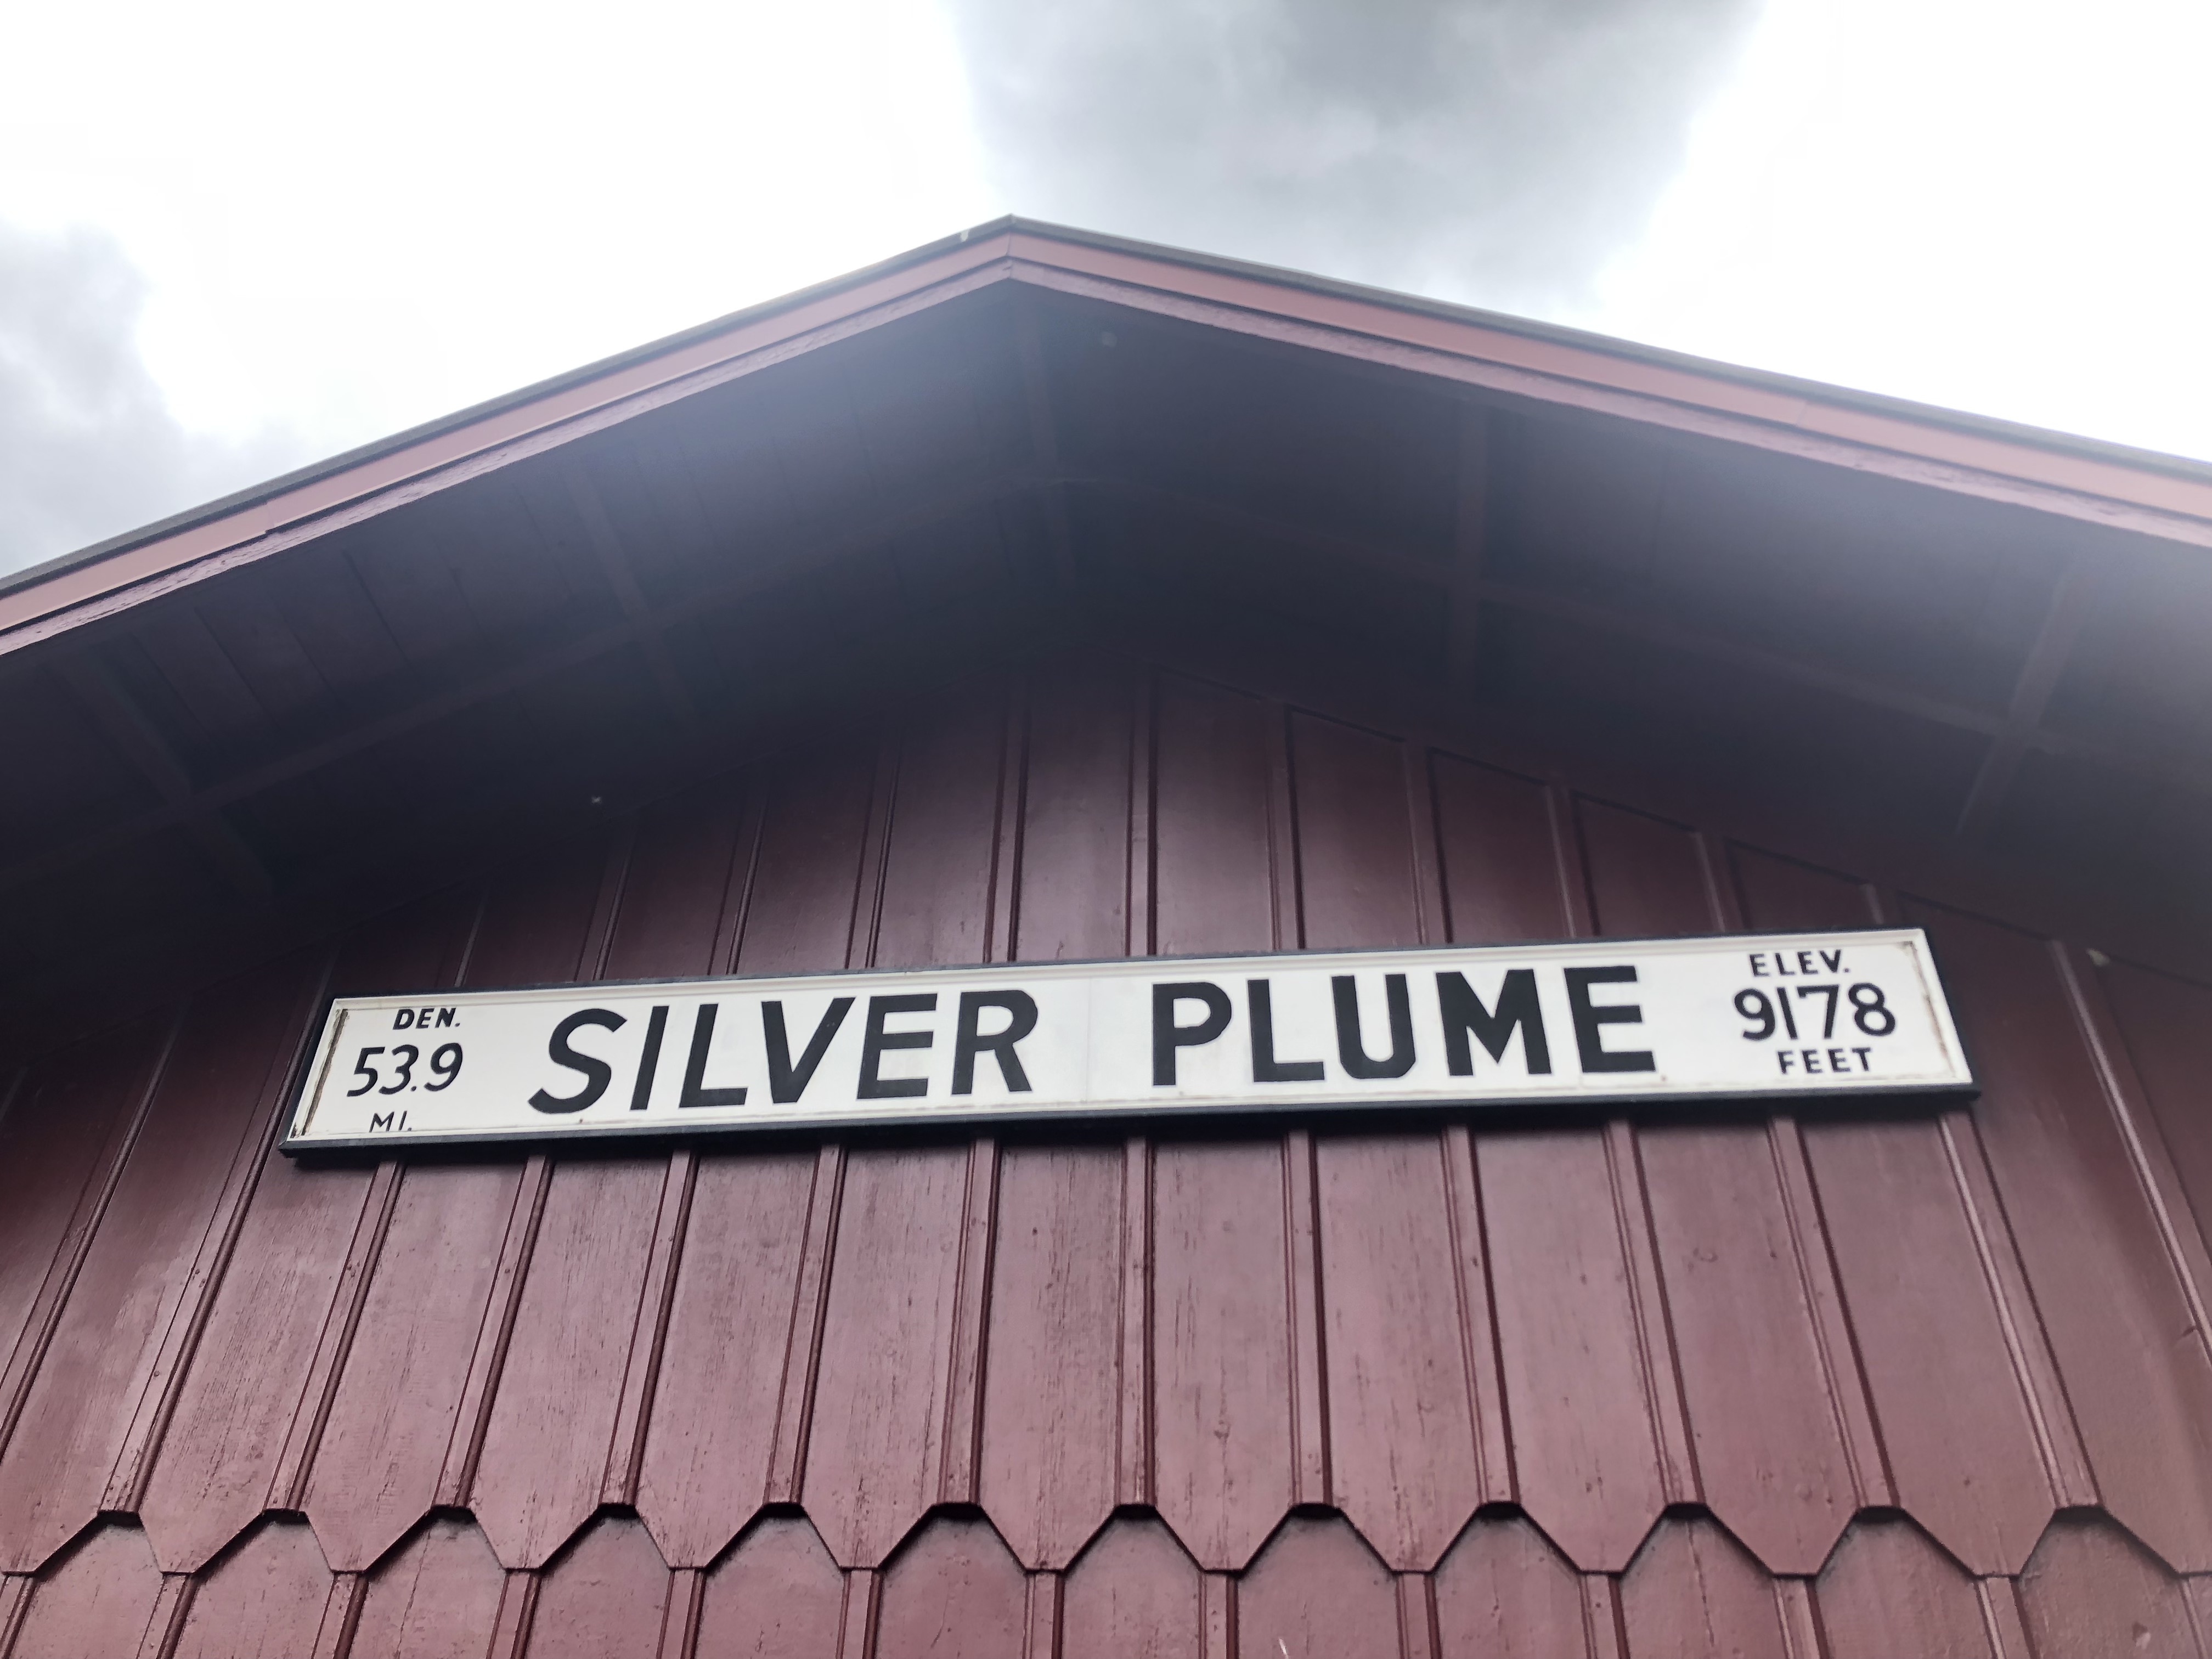 DEN.
53.9
MI.
SILVER PLUME
ELEV.
9178
FEET